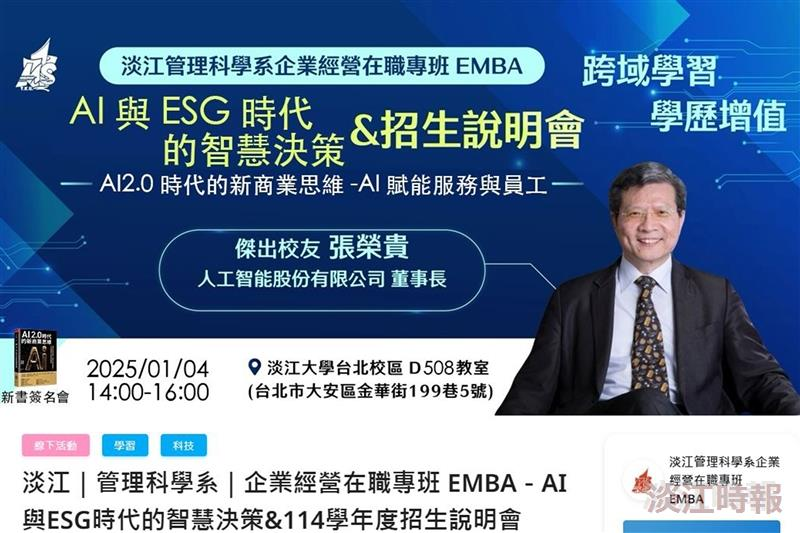 淡江管理科學系企業經營在職專班 EMBA
跨域學習
學歷增值
AI 與 ESG 時代
的智慧決策
&招生說明會
AI2.0 時代的新商業思維 -AI 賦能服務與員工
傑出校友 張榮貴
人工智能股份有限公司 董事長
AI 2.0時代
的新商業思維
AI
新書簽名會
2025/01/04
14:00-16:00
淡江大學台北校區 D508教室
(台北市大安區金華街199巷5號)
線下活動
學習
科技
淡江｜管理科學系｜企業經營在職專班 EMBA - AI
與ESG時代的智慧決策&114學年度招生說明會
淡江管理科學系企業
經營在職專班
EMBA
淡江時報